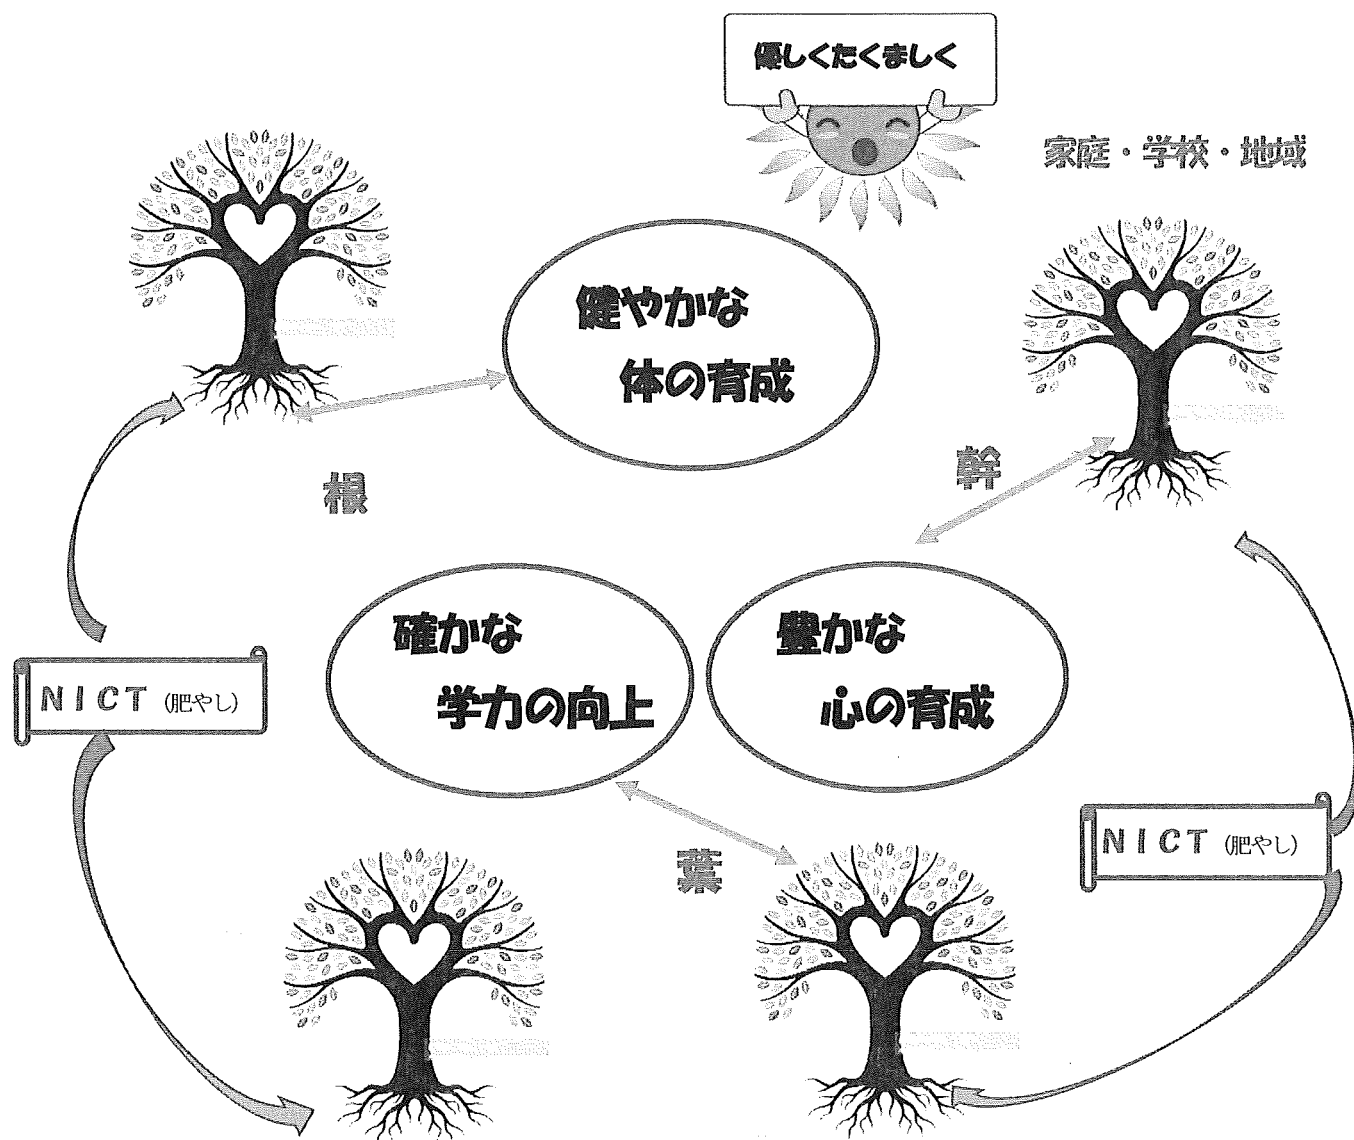 優しくたくましく
家庭・学校・地域
健やかな
体の育成
幹
根
確かな
学力の向上
豊かな
心の育成
NICT（肥やし）
NICT（肥やし）
葉